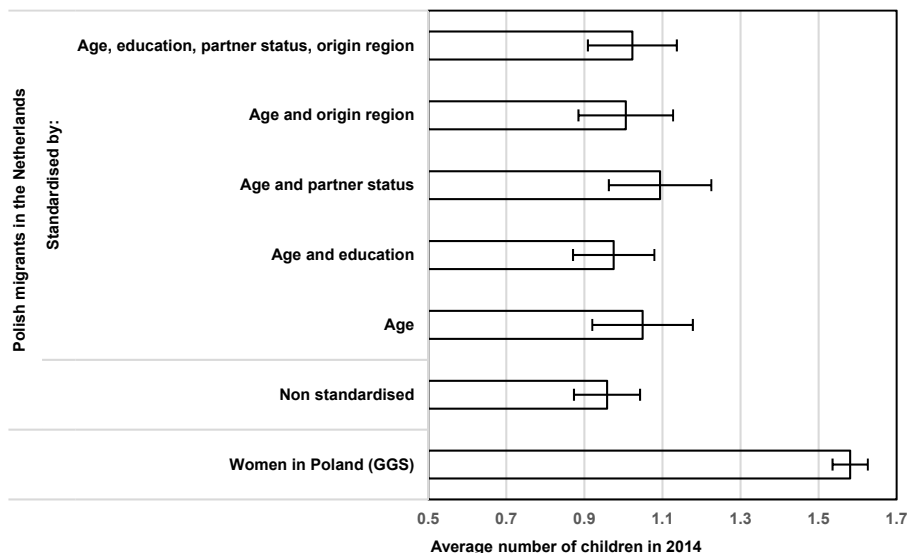 Polish migrants in the Netherlands
Standardised by:
Age, education, partner status, origin region
Age and origin region
Age and partner status
Age and education
Age
Non standardised
Women in Poland (GGS)
0.5 0.7 0.9 1.1 1.3 1.5 1.7
Average number of children in 2014